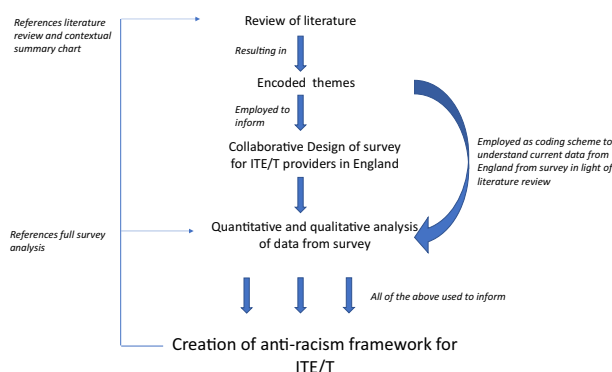 References literature
review and contextual
summary chart
Review of literature
Resulting in
Encoded themes
Employed to
inform
Collaborative Design of survey
for ITE/T providers in England
Employed as coding scheme to
understand current data from
England from survey in light of
literature review
References full survey
analysis
Quantitative and qualitative analysis
of data from survey
All of the above used to inform
Creation of anti-racism framework for
ITE/T